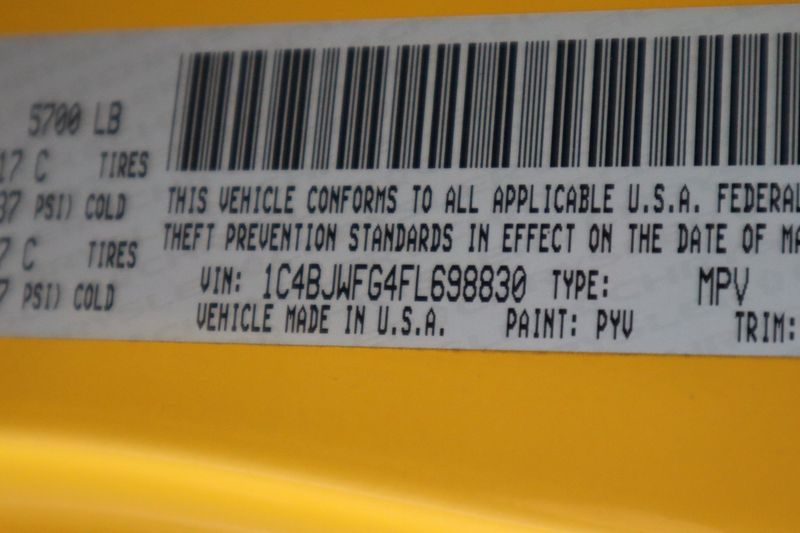 5700 LB
17 C TIRES
37 PSI) COLD
7 C TIRES
7 PSI) COLD
THIS VEHICLE CONFORMS TO ALL APPLICABLE U.S.A. FEDERAL
THEFT PREVENTION STANDARDS IN EFFECT ON THE DATE OF MA
VIN: 1C4BJWFG4FL698830 TYPE: MPV
VEHICLE MADE IN U.S.A. PAINT: PYV TRIM: